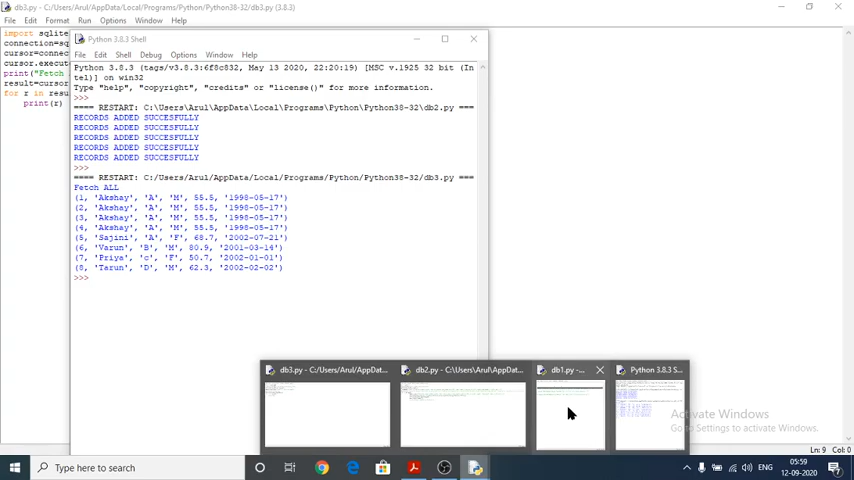 db3.py - C:/Users/Arul/AppData/Local/Programs/Python/Python38-32/db3.py (3.8.3)
File Edit Format Run Options Window Help
import sqlite
connection=sq
cursor=connec
cursor.execut
print("Fetch
result=cursor
for r in resu
print(r)
Python 3.8.3 Shell
File Edit Shell Debug Options Window Help
Python 3.8.3 (tags/v3.8.3:6f8c832, May 13 2020, 22:20:19) [MSC v.1925 32 bit (In
tel)] on win32
Type "help", "copyright", "credits" or "license()" for more information.
>>>
==== RESTART: C:\Users\Arul\AppData\Local\Programs\Python\Python38-32\db2.py ===
RECORDS ADDED SUCCESFULLY
RECORDS ADDED SUCCESFULLY
RECORDS ADDED SUCCESFULLY
RECORDS ADDED SUCCESFULLY
RECORDS ADDED SUCCESFULLY
>>>
==== RESTART: C:/Users/Arul/AppData/Local/Programs/Python/Python38-32/db3.py ===
Fetch ALL
(1, 'Akshay', 'A', 'M', 55.5, '1998-05-17')
(2, 'Akshay', 'A', 'M', 55.5, '1998-05-17')
(3, 'Akshay', 'A', 'M', 55.5, '1998-05-17')
(4, 'Akshay', 'A', 'M', 55.5, '1998-05-17')
(5, 'Sajini', 'A', 'F', 68.7, '2002-07-21')
(6, 'Varun', 'B', 'M', 80.9, '2001-03-14')
(7, 'Priya', 'c', 'F', 50.7, '2002-01-01')
(8, 'Tarun', 'D', 'M', 62.3, '2002-02-02')
>>>
db3.py - C:/Users/Arul/AppDat...
db2.py - C:\Users\Arul\AppDat...
db1.py -...
Python 3.8.3 S...
Activate Windows
Go to Settings to activate Windows.
Ln: 9 Col: 0
Type here to search
ENG
05:59
12-09-2020
7